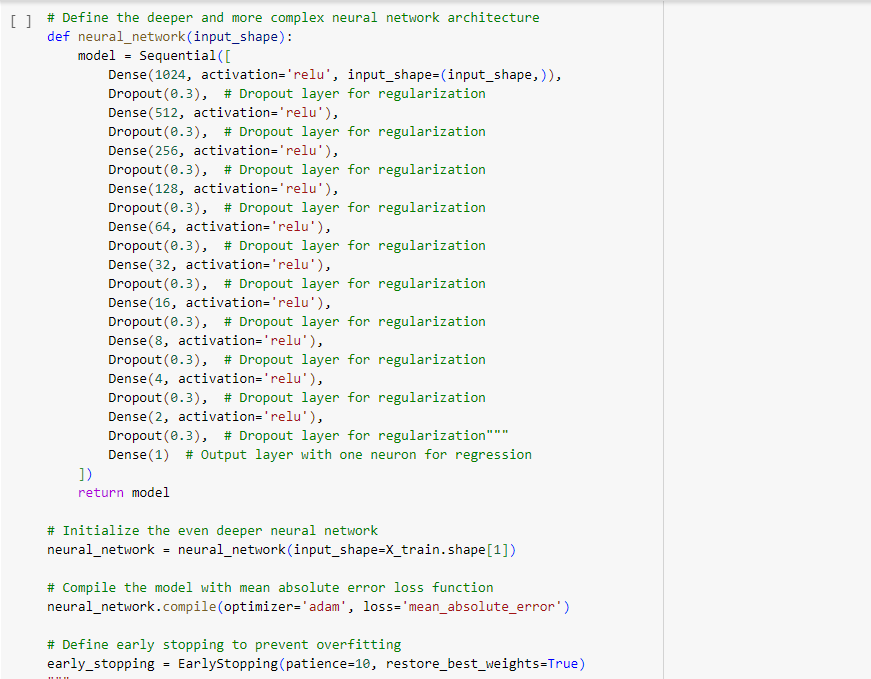 [ ] # Define the deeper and more complex neural network architecture
def neural_network(input_shape):
    model = Sequential([
        Dense(1024, activation='relu', input_shape=(input_shape,)),
        Dropout(0.3),  # Dropout layer for regularization
        Dense(512, activation='relu'),
        Dropout(0.3),  # Dropout layer for regularization
        Dense(256, activation='relu'),
        Dropout(0.3),  # Dropout layer for regularization
        Dense(128, activation='relu'),
        Dropout(0.3),  # Dropout layer for regularization
        Dense(64, activation='relu'),
        Dropout(0.3),  # Dropout layer for regularization
        Dense(32, activation='relu'),
        Dropout(0.3),  # Dropout layer for regularization
        Dense(16, activation='relu'),
        Dropout(0.3),  # Dropout layer for regularization
        Dense(8, activation='relu'),
        Dropout(0.3),  # Dropout layer for regularization
        Dense(4, activation='relu'),
        Dropout(0.3),  # Dropout layer for regularization
        Dense(2, activation='relu'),
        Dropout(0.3),  # Dropout layer for regularization"""
        Dense(1)  # Output layer with one neuron for regression
    ])
    return model

# Initialize the even deeper neural network
neural_network = neural_network(input_shape=X_train.shape[1])

# Compile the model with mean absolute error loss function
neural_network.compile(optimizer='adam', loss='mean_absolute_error')

# Define early stopping to prevent overfitting
early_stopping = EarlyStopping(patience=10, restore_best_weights=True)
"""